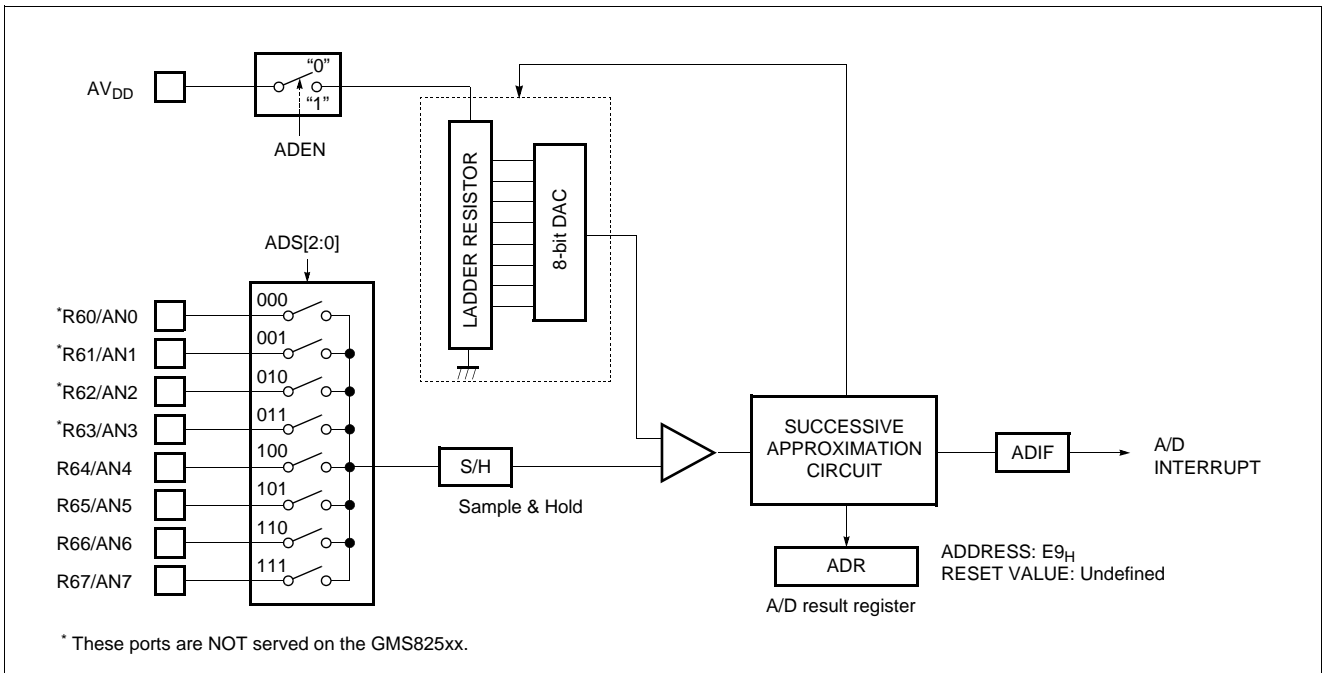 AVDD
“0”
“1”
ADEN
LADDER RESISTOR
8-bit DAC
ADS[2:0]
000
*R60/AN0
001
*R61/AN1
010
*R62/AN2
011
*R63/AN3
100
R64/AN4
101
R65/AN5
110
R66/AN6
111
R67/AN7
S/H
Sample & Hold
SUCCESSIVE
APPROXIMATION
CIRCUIT
ADIF
A/D
INTERRUPT
ADR
A/D result register
ADDRESS: E9H
RESET VALUE: Undefined
* These ports are NOT served on the GMS825xx.